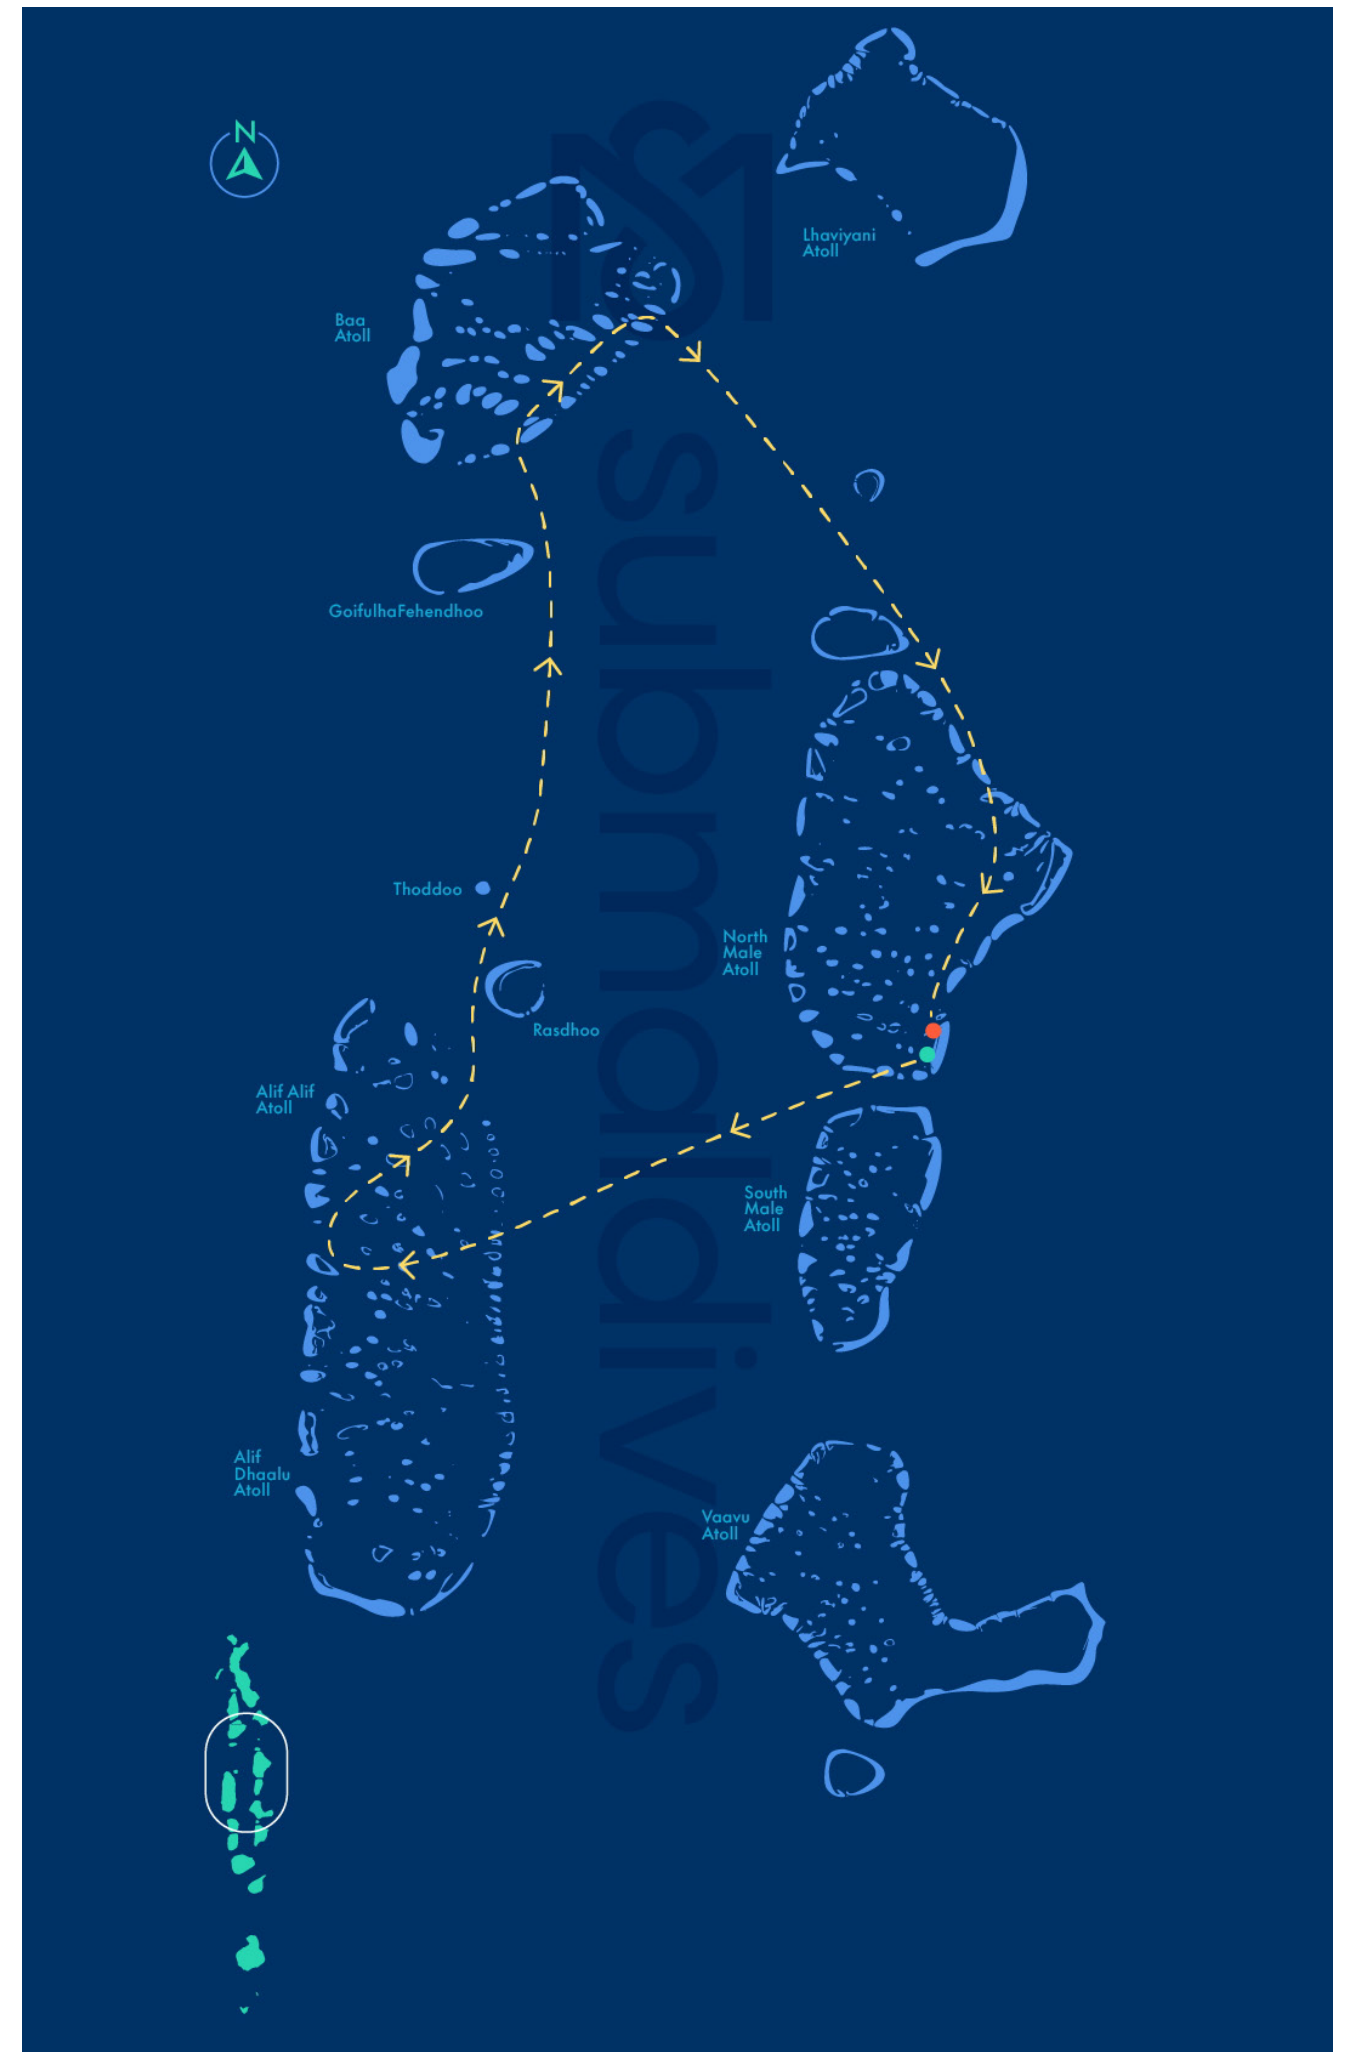 N
Lhaviyani
Atoll
Baa
Atoll
GoifulhaFehendhoo
Thoddoo
North
Male
Atoll
Rasdhoo
Alif Alif
Atoll
South
Male
Atoll
Alif
Dhaalu
Atoll
Vaavu
Atoll
submaldives